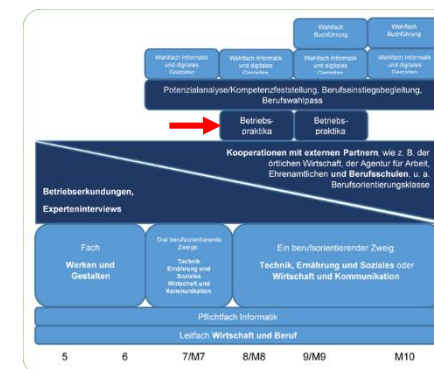 Wahlfach
Buchführung
Wahlfach
Buchführung
Wahlfach Informatik
und digitales
Gestalten
Wahlfach Informatik
und digitales
Gestalten
Wahlfach Informatik
und digitales
Gestalten
Wahlfach Informatik
und digitales
Gestalten
Potenzialanalyse/Kompetenzfeststellung, Berufseinstiegsbegleitung,
Berufswahlpass
Betriebs-
praktika
Betriebs-
praktika
Kooperationen mit externen Partnern, wie z. B. der
örtlichen Wirtschaft, der Agentur für Arbeit,
Ehrenamtlichen und Berufsschulen, u. a.
Berufsorientierungsklasse
Betriebserkundungen,
Experteninterviews
Fach
Werken und
Gestalten
Drei berufsorientierende
Zweige:
Technik
Ernährung und
Soziales
Wirtschaft und
Kommunikation
Ein berufsorientierender Zweig:
Technik, Ernährung und Soziales oder
Wirtschaft und Kommunikation
Pflichtfach Informatik
Leitfach Wirtschaft und Beruf
5 6 7/M7 8/M8 9/M9 M10